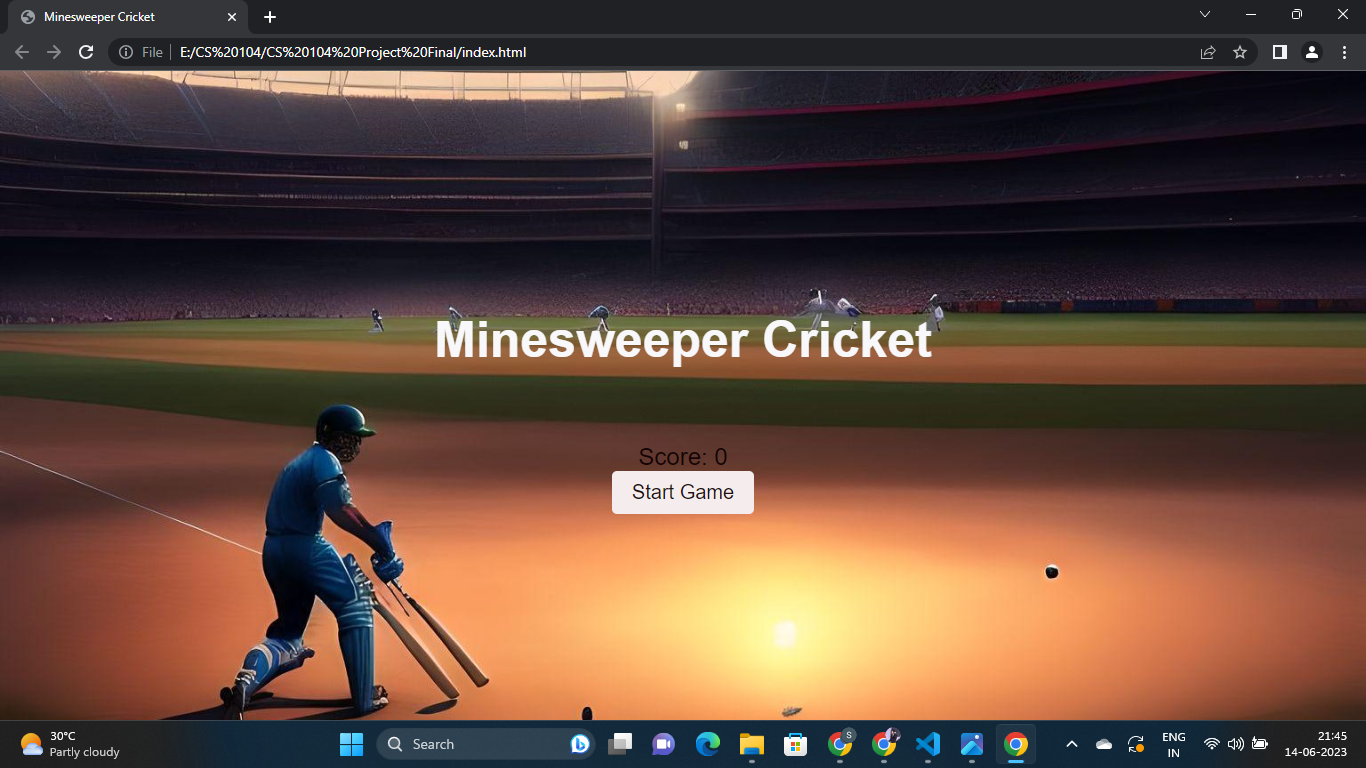 Minesweeper Cricket
File
E:/CS%20104/CS%20104%20Project%20Final/index.html
Minesweeper Cricket
Score: 0
Start Game
30°C
Partly cloudy
Search
S
ENG
IN
21:45
14-06-2023